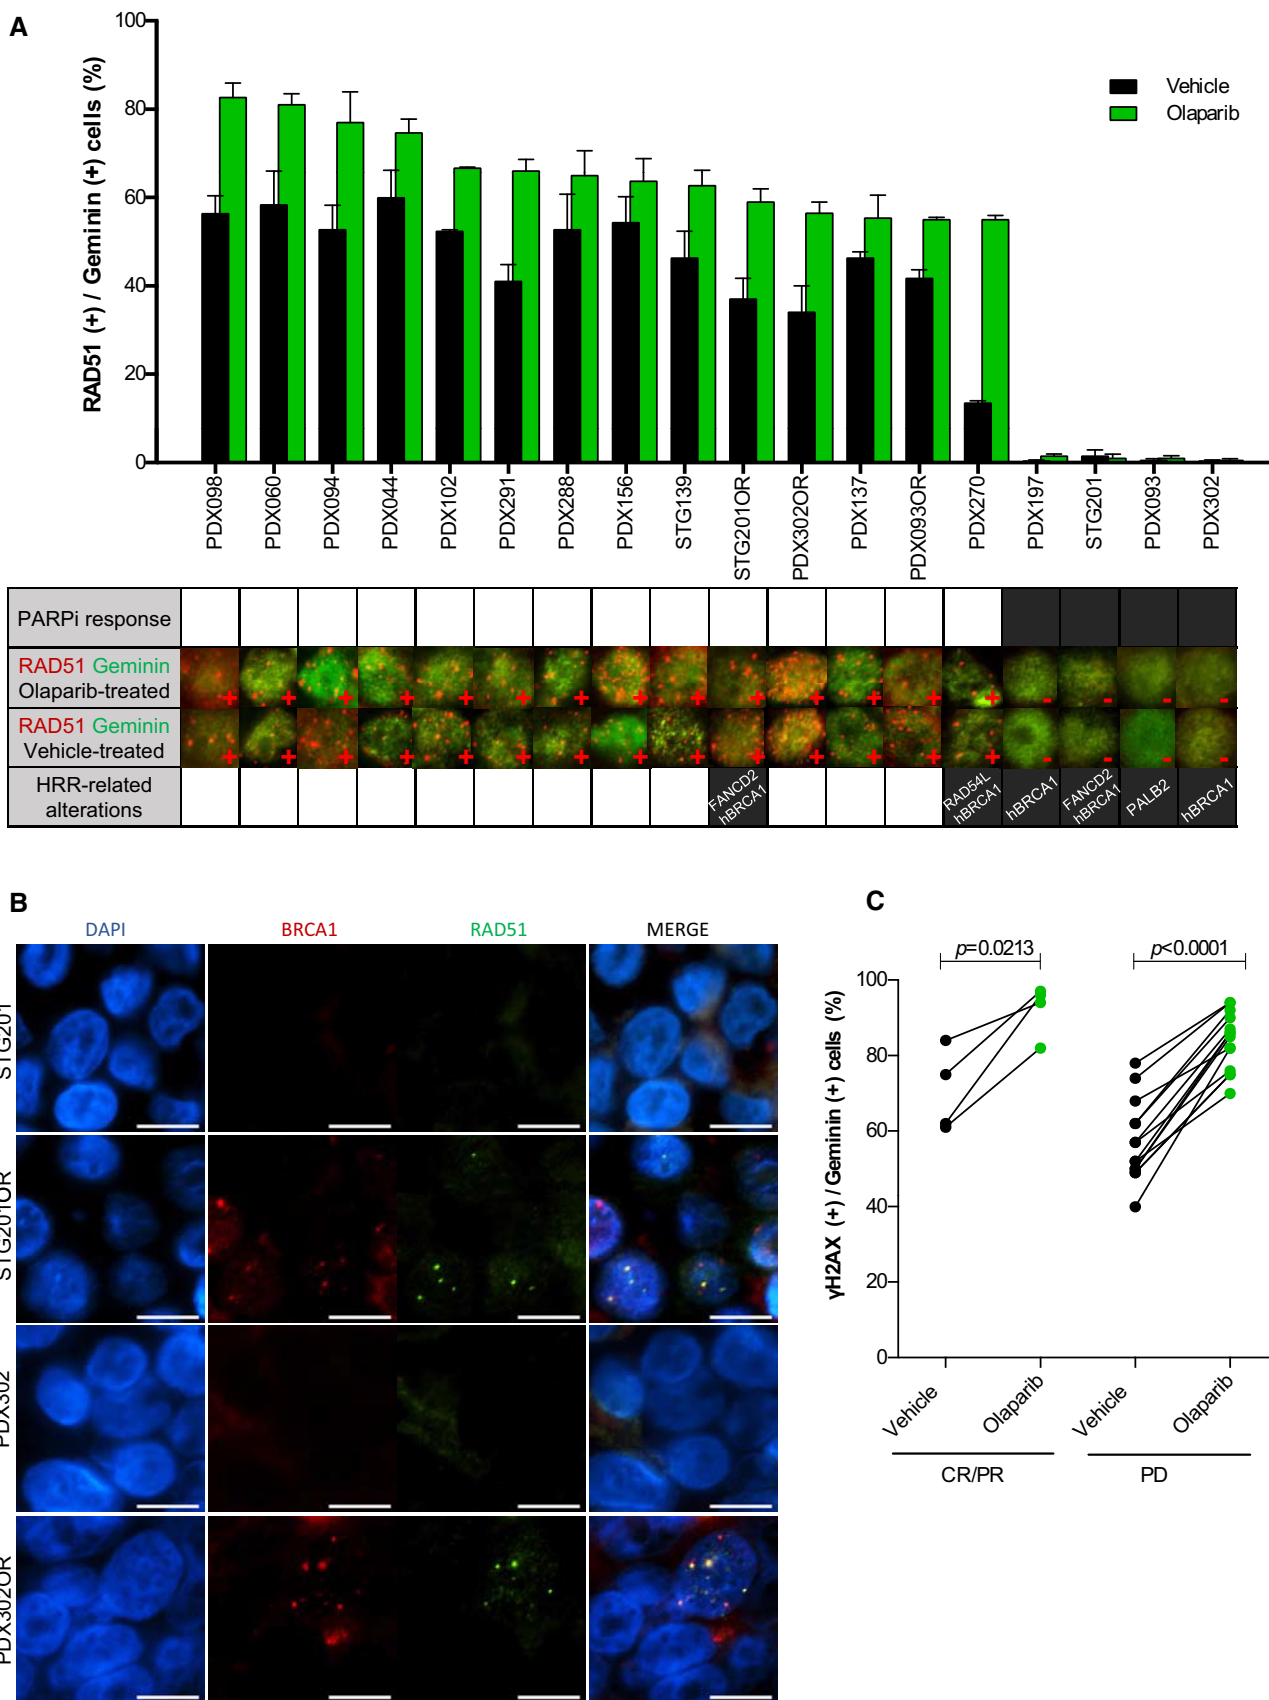 A
RAD51 (+) / Geminin (+) cells (%)
100
80
60
40
20
0
Vehicle
Olaparib
PDX098
PDX060
PDX094
PDX044
PDX102
PDX291
PDX288
PDX156
STG139
STG201OR
PDX302OR
PDX137
PDX093OR
PDX270
PDX197
STG201
PDX093
PDX302
PARPi response
RAD51 Geminin
Olaparib-treated
+ + + + + + + + + + + + + + - - - -
RAD51 Geminin
Vehicle-treated
+ + + + + + + + + + + + + + - - - -
HRR-related
alterations
FANCD2
hBRCA1
RAD54L
hBRCA1
hBRCA1
FANCD2
hBRCA1
PALB2
hBRCA1
B
DAPI
BRCA1
RAD51
MERGE
STG201
STG201OR
PDX302
PDX302OR
C
p=0.0213
p<0.0001
γH2AX (+) / Geminin (+) cells (%)
100
80
60
40
20
0
Vehicle
Olaparib
Vehicle
Olaparib
CR/PR
PD